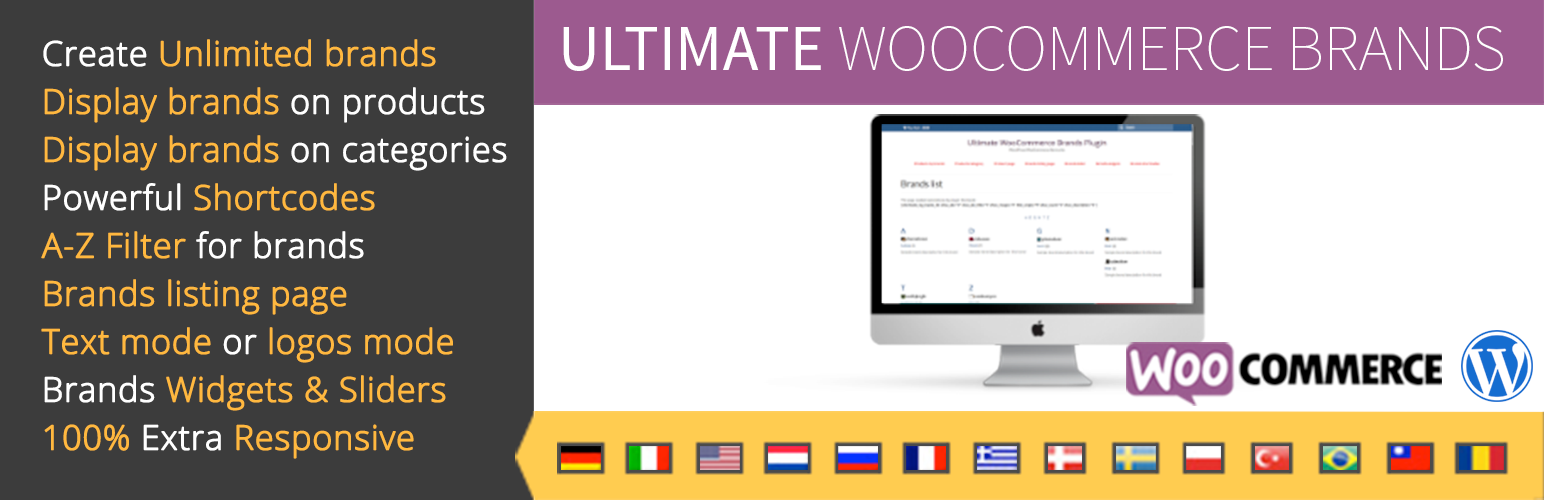 Create Unlimited brands
Display brands on products
Display brands on categories
Powerful Shortcodes
A-Z Filter for brands
Brands listing page
Text mode or logos mode
Brands Widgets & Sliders
100% Extra Responsive
ULTIMATE WOOCOMMERCE BRANDS
Ultimate WooCommerce Brands Plugin
Brands list
WOO COMMERCE
W